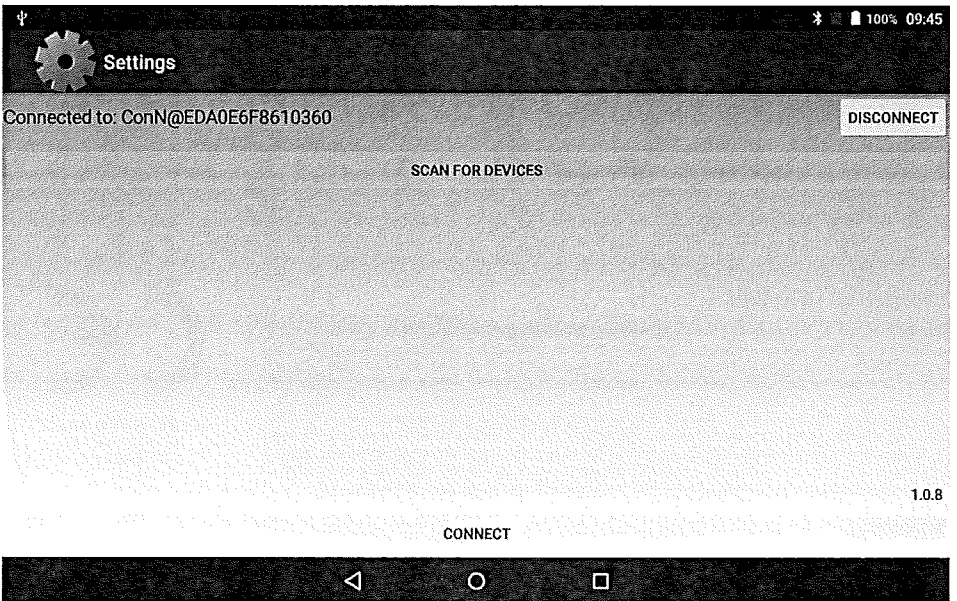 100% 09:45
Settings
Connected to: ConN@EDA0E6F8610360
DISCONNECT
SCAN FOR DEVICES
1.0.8
CONNECT